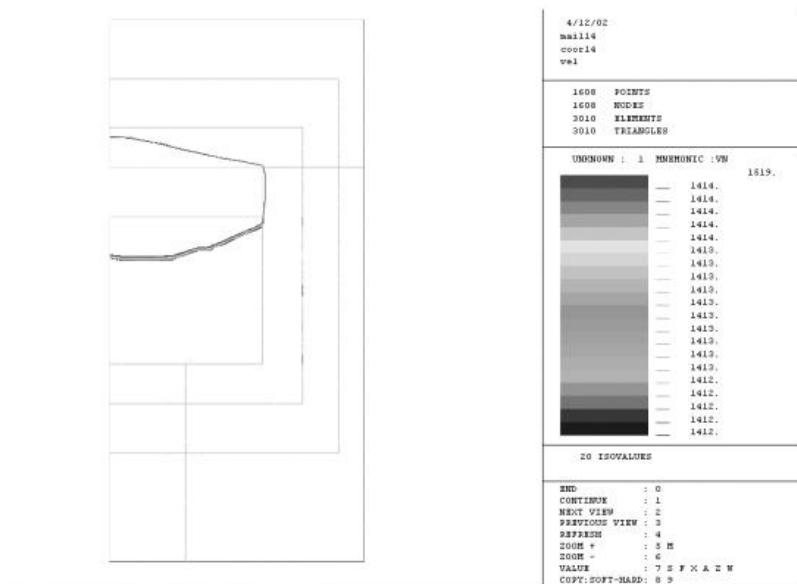 4/12/02
mail14
coor14
vel
1608 POINTS
1608 NODES
3010 ELEMENTS
3010 TRIANGLES
UNKNOWN : 1 MNEMONIC :VN
1619.
1414.
1414.
1414.
1414.
1414.
1413.
1413.
1413.
1413.
1413.
1413.
1413.
1413.
1413.
1413.
1412.
1412.
1412.
1412.
1412.
20 ISOVALUES
END : 0
CONTINUE : 1
NEXT VIEW : 2
PREVIOUS VIEW : 3
REFRESH : 4
ZOOM + : 5 M
ZOOM - : 6
VALUE : 7 S F X A Z W
COPY:SOFT-HARD: 8 9